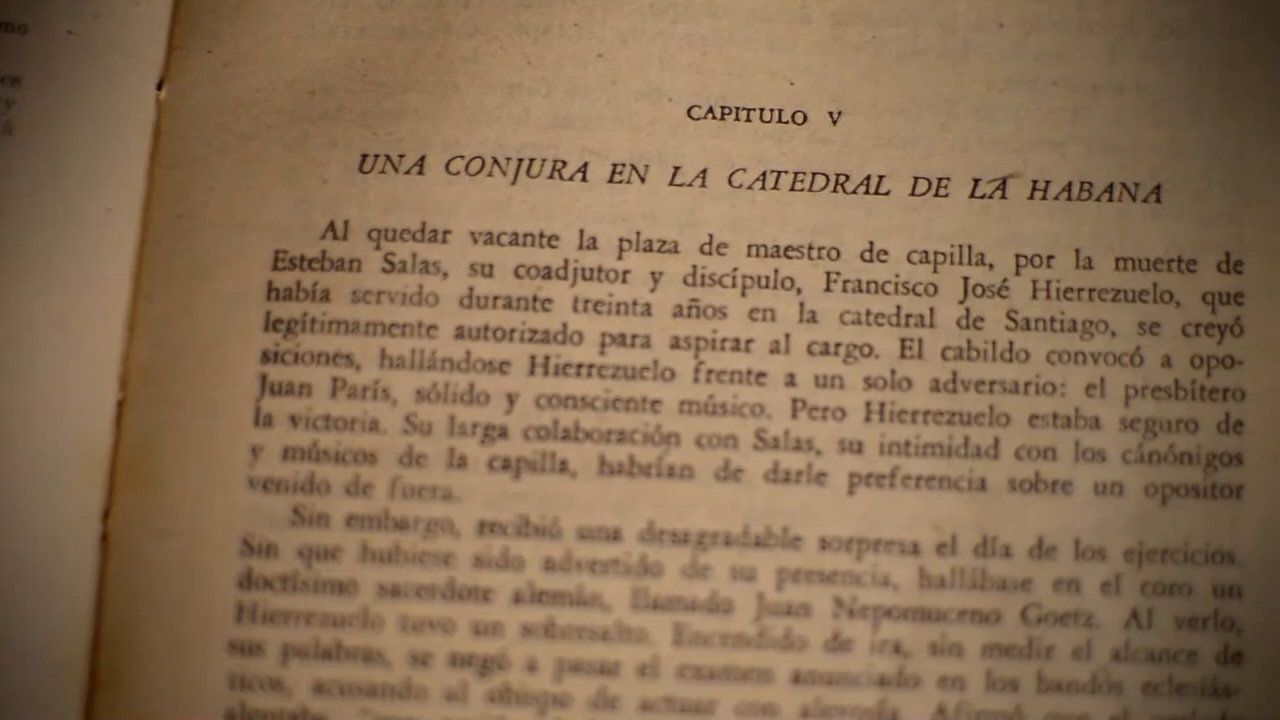 mo
ce
y
CAPITULO V
UNA CONJURA EN LA CATEDRAL DE LA HABANA
Al quedar vacante la plaza de maestro de capilla, por la muerte de
Esteban Salas, su coadjutor y discípulo, Francisco José Hierrezuelo, que
había servido durante treinta años en la catedral de Santiago, se creyó
legítimamente autorizado para aspirar al cargo. El cabildo convocó a opo-
siciones, hallándose Hierrezuelo frente a un solo adversario: el presbítero
Juan París, sólido y consciente músico. Pero Hierrezuelo estaba seguro de
la victoria. Su larga colaboración con Salas, su intimidad con los cánónigos
y músicos de la capilla, habrían de darle preferencia sobre un opositor
venido de fuera.
Sin embargo, recibió una desagradable sorpresa el día de los ejercicios.
Sin que hubiese sido advertido de su presencia, hallábase en el coro un
doctísimo sacerdote alemán, llamado Juan Nepomuceno Goetz. Al verlo,
Hierrezuelo tuvo un sobresalto. Encendido de ira, sin medir el alcance de
sus palabras, se negó a pasar el examen anunciado en los bandos eclesiás-
ticos, acusando al obispo de actuar con alevosía. Afirmó que el